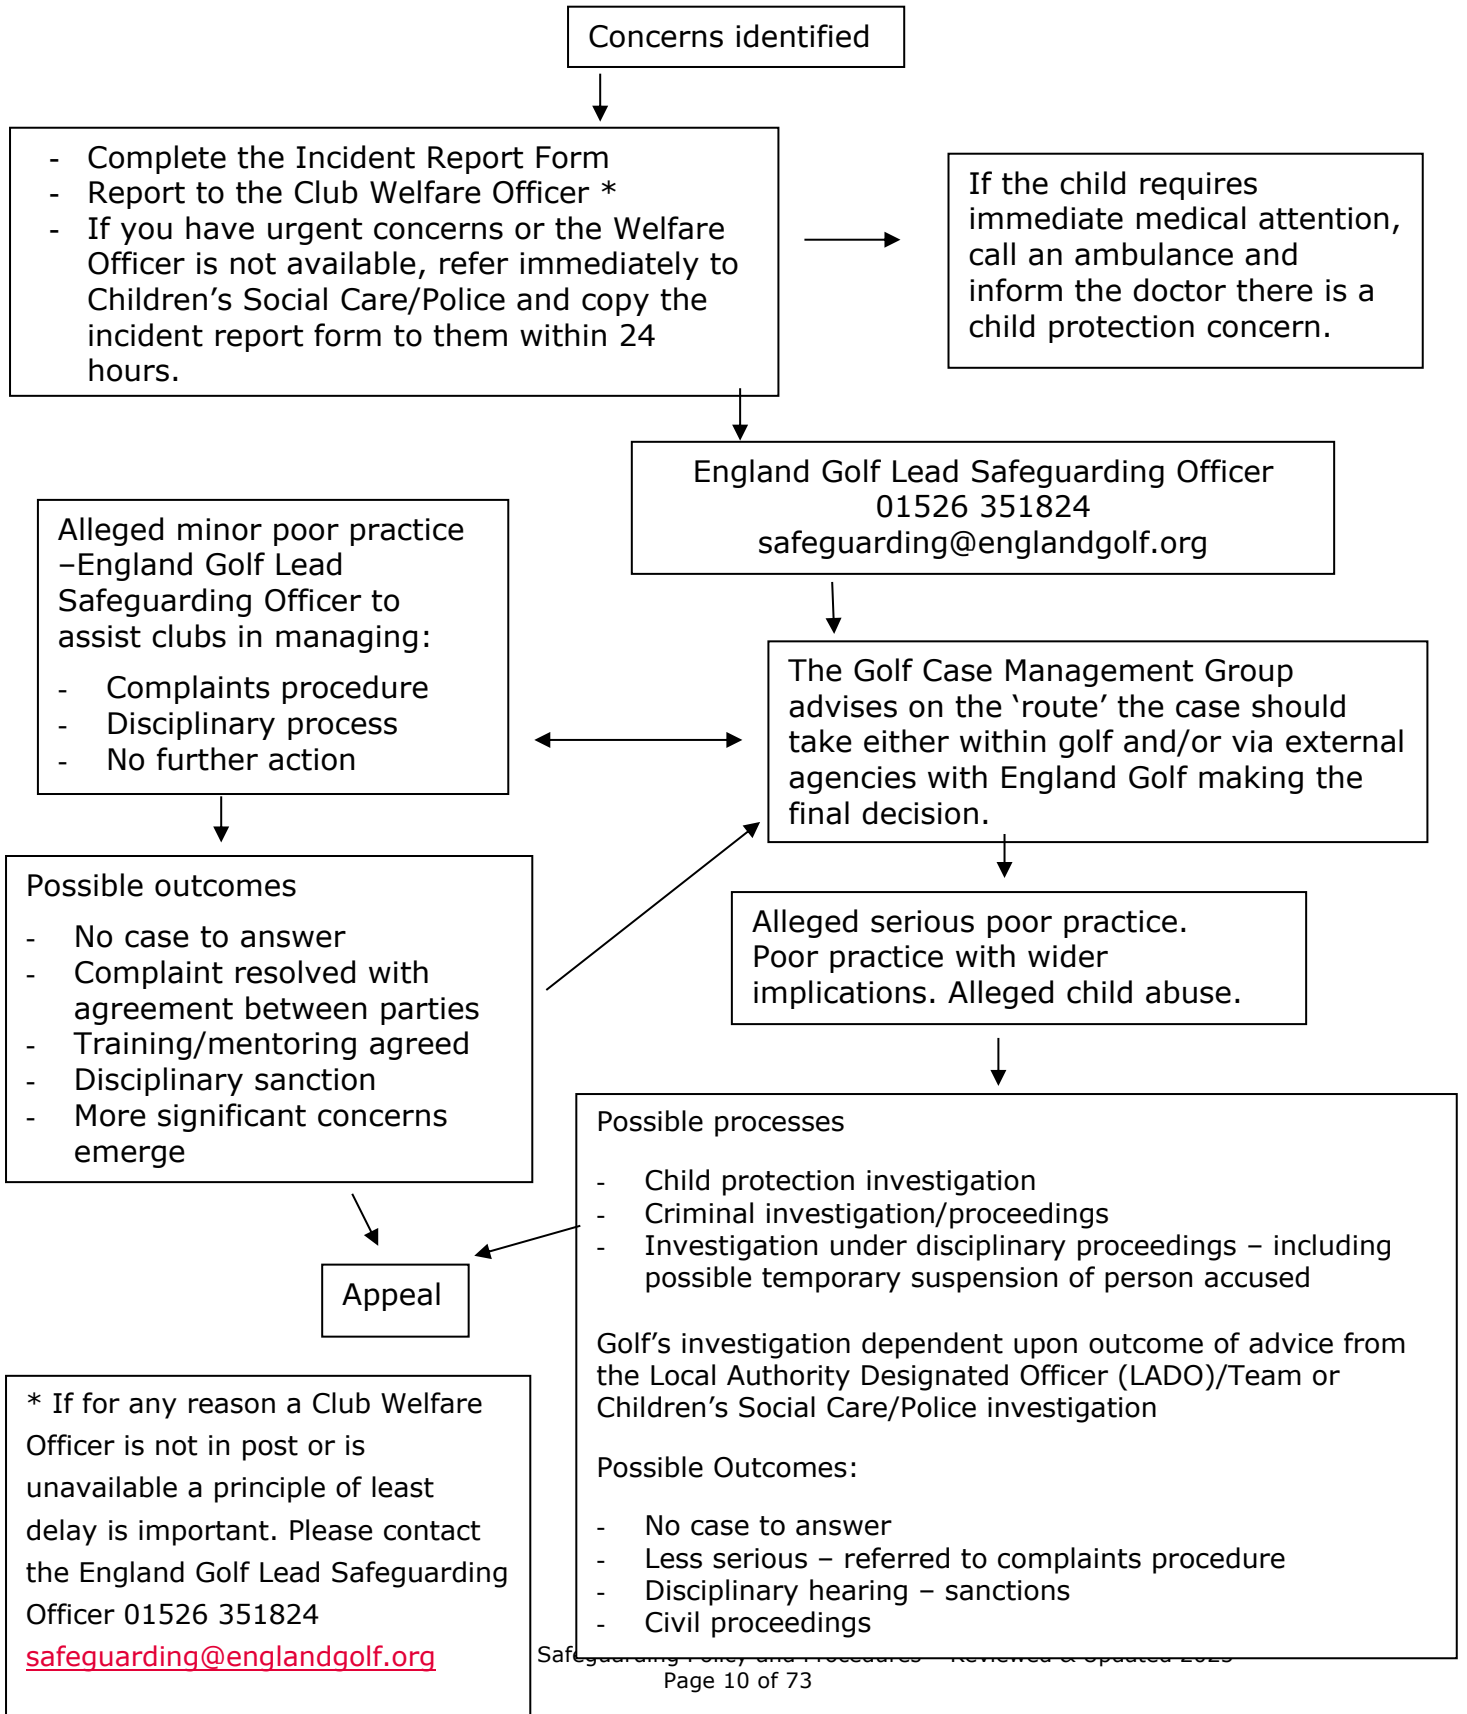 Concerns identified
- Complete the Incident Report Form
- Report to the Club Welfare Officer *
- If you have urgent concerns or the Welfare
Officer is not available, refer immediately to
Children’s Social Care/Police and copy the
incident report form to them within 24
hours.
If the child requires
immediate medical attention,
call an ambulance and
inform the doctor there is a
child protection concern.
England Golf Lead Safeguarding Officer
01526 351824
safeguarding@englandgolf.org
Alleged minor poor practice
–England Golf Lead
Safeguarding Officer to
assist clubs in managing:
- Complaints procedure
- Disciplinary process
- No further action
The Golf Case Management Group
advises on the ‘route’ the case should
take either within golf and/or via external
agencies with England Golf making the
final decision.
Possible outcomes
- No case to answer
- Complaint resolved with
agreement between parties
- Training/mentoring agreed
- Disciplinary sanction
- More significant concerns
emerge
Alleged serious poor practice.
Poor practice with wider
implications. Alleged child abuse.
Possible processes
- Child protection investigation
- Criminal investigation/proceedings
- Investigation under disciplinary proceedings – including
possible temporary suspension of person accused
Golf’s investigation dependent upon outcome of advice from
the Local Authority Designated Officer (LADO)/Team or
Children’s Social Care/Police investigation
Possible Outcomes:
- No case to answer
- Less serious – referred to complaints procedure
- Disciplinary hearing – sanctions
- Civil proceedings
Appeal
* If for any reason a Club Welfare
Officer is not in post or is
unavailable a principle of least
delay is important. Please contact
the England Golf Lead Safeguarding
Officer 01526 351824
safeguarding@englandgolf.org
Safeguarding Policy and Procedures – Reviewed & Updated
Page 10 of 73